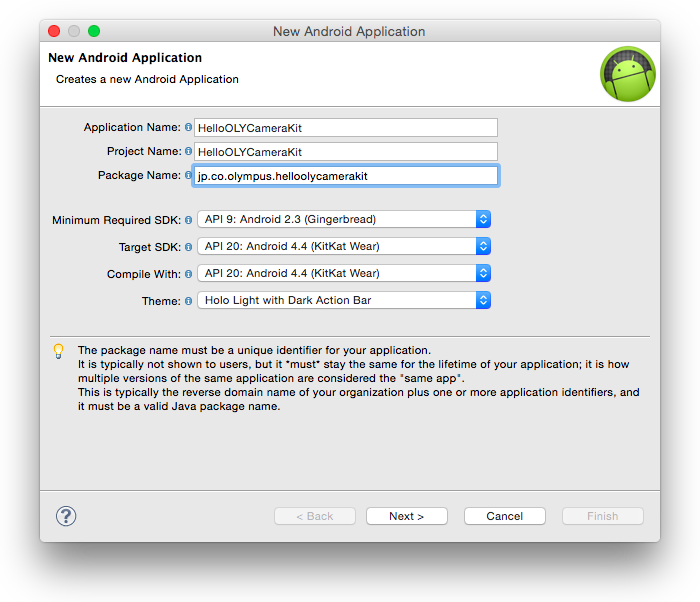 New Android Application
New Android Application
Creates a new Android Application
Application Name: HelloOLYCameraKit
Project Name: HelloOLYCameraKit
Package Name: jp.co.olympus.helloolycamerakit
Minimum Required SDK: API 9: Android 2.3 (Gingerbread)
Target SDK: API 20: Android 4.4 (KitKat Wear)
Compile With: API 20: Android 4.4 (KitKat Wear)
Theme: Holo Light with Dark Action Bar
The package name must be a unique identifier for your application.
It is typically not shown to users, but it *must* stay the same for the lifetime of your application; it is how
multiple versions of the same application are considered the "same app".
This is typically the reverse domain name of your organization plus one or more application identifiers, and
it must be a valid Java package name.
? < Back Next > Cancel Finish